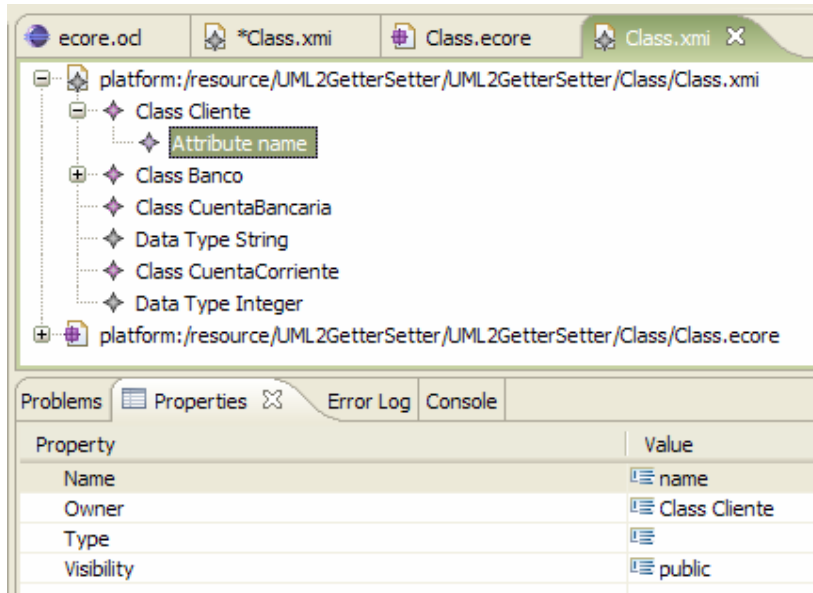 ecore.ocl *Class.xmi Class.ecore Class.xmi
platform:/resource/UML2GetterSetter/UML2GetterSetter/Class/Class.xmi
Class Cliente
Attribute name
Class Banco
Class CuentaBancaria
Data Type String
Class CuentaCorriente
Data Type Integer
platform:/resource/UML2GetterSetter/UML2GetterSetter/Class/Class.ecore
Problems Properties Error Log Console
Property Value
Name name
Owner Class Cliente
Type
Visibility public